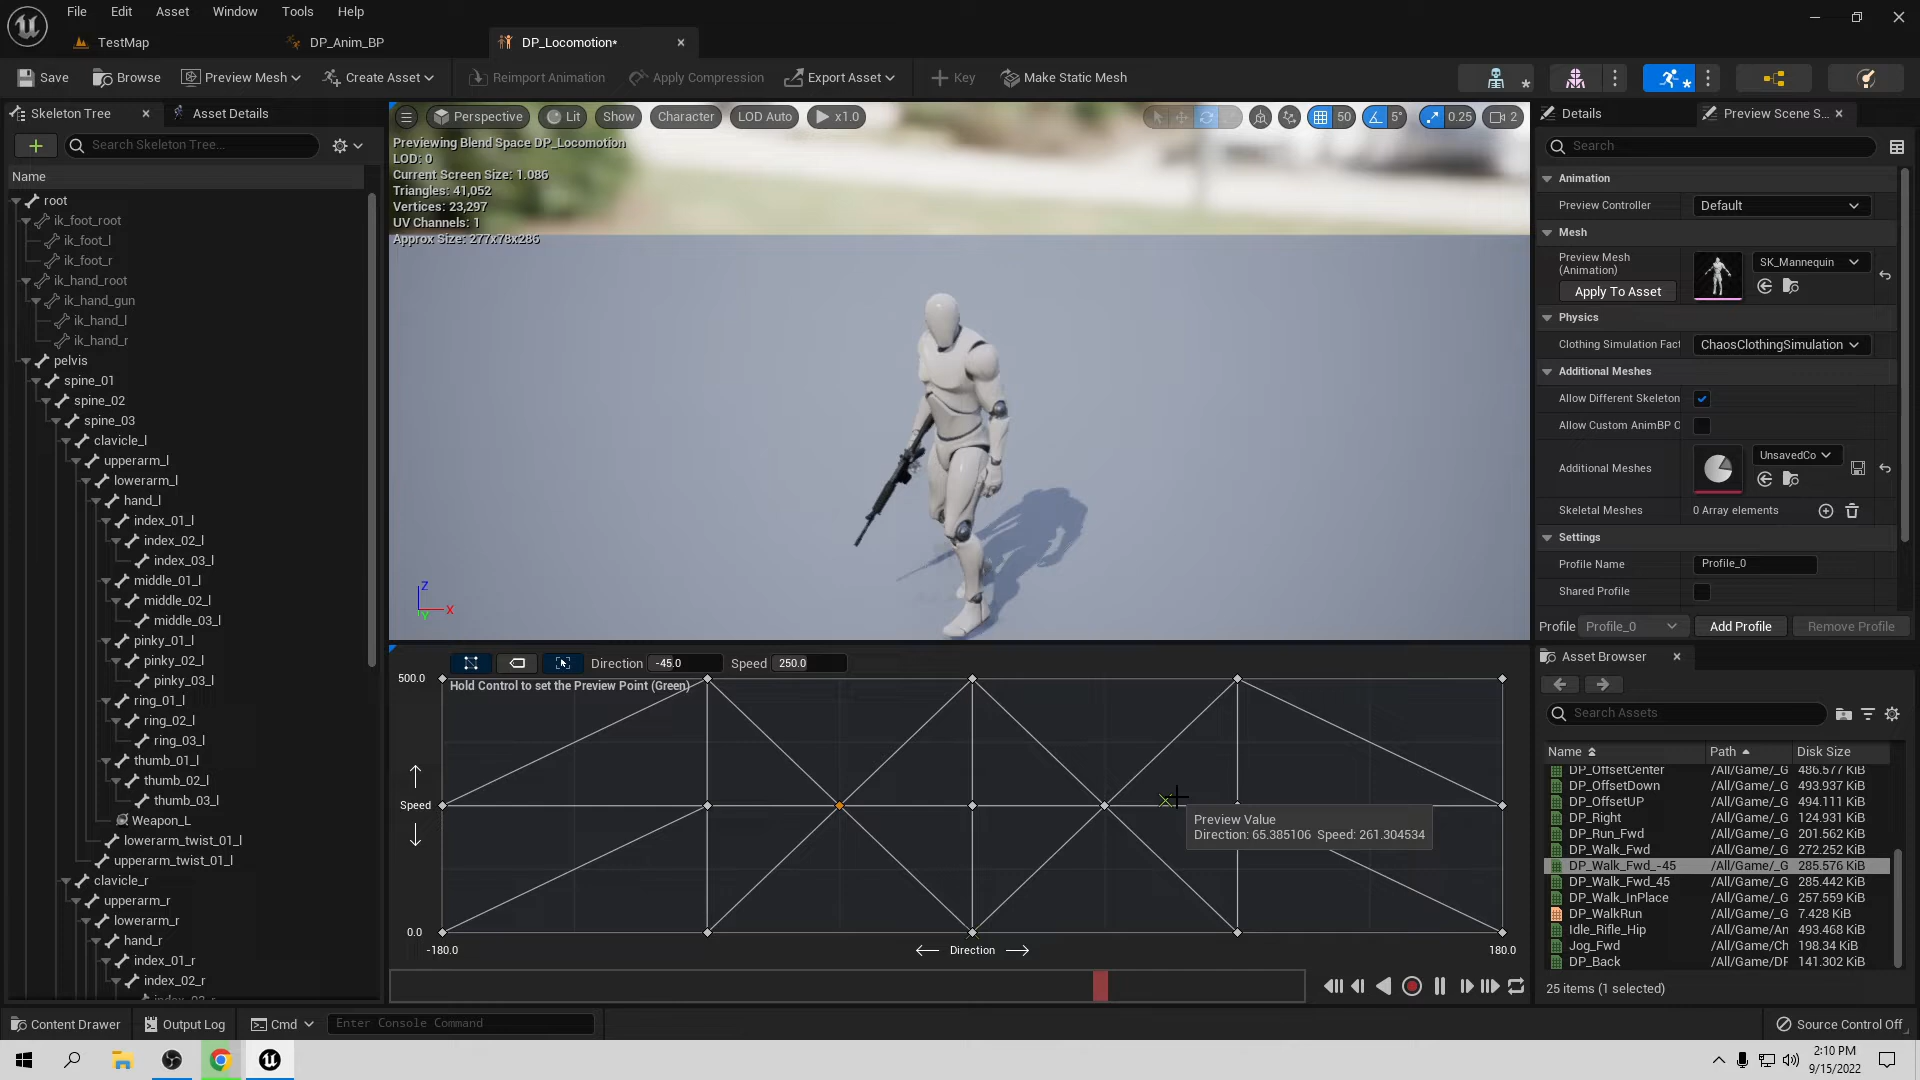 File Edit Asset Window Tools Help
TestMap DP_Anim_BP DP_Locomotion*
Save Browse Preview Mesh Create Asset Reimport Animation Apply Compression Export Asset Key Make Static Mesh
Skeleton Tree Asset Details
Search Skeleton Tree...
Name
root
ik_foot_root
ik_foot_l
ik_foot_r
ik_hand_root
ik_hand_gun
ik_hand_l
ik_hand_r
pelvis
spine_01
spine_02
spine_03
clavicle_l
upperarm_l
lowerarm_l
hand_l
index_01_l
index_02_l
index_03_l
middle_01_l
middle_02_l
middle_03_l
pinky_01_l
pinky_02_l
pinky_03_l
ring_01_l
ring_02_l
ring_03_l
thumb_01_l
thumb_02_l
thumb_03_l
Weapon_L
lowerarm_twist_01_l
upperarm_twist_01_l
clavicle_r
upperarm_r
lowerarm_r
hand_r
index_01_r
index_02_r
index_03_r
Perspective Lit Show Character LOD Auto x1.0 50 5° 0.25 2
Previewing Blend Space DP_Locomotion
LOD: 0
Current Screen Size: 1.086
Triangles: 41,052
Vertices: 23,297
UV Channels: 1
Approx Size: 277x78x286
Z
X
Y
Direction -45.0 Speed 250.0
500.0
Hold Control to set the Preview Point (Green)
Speed
Preview Value
Direction: 65.385106 Speed: 261.304534
0.0
-180.0 Direction 180.0
Details Preview Scene S...
Search
Animation
Preview Controller Default
Mesh
Preview Mesh
(Animation)
SK_Mannequin
Apply To Asset
Physics
Clothing Simulation Fact ChaosClothingSimulation
Additional Meshes
Allow Different Skeleton
Allow Custom AnimBP O
Additional Meshes UnsavedCo
Skeletal Meshes 0 Array elements
Settings
Profile Name Profile_0
Shared Profile
Profile Profile_0 Add Profile Remove Profile
Asset Browser
Search Assets
Name Path Disk Size
DP_OffsetCenter /All/Game/_G 486.577 KiB
DP_OffsetDown /All/Game/_G 493.937 KiB
DP_OffsetUP /All/Game/_G 494.111 KiB
DP_Right /All/Game/_G 124.931 KiB
DP_Run_Fwd /All/Game/_G 201.562 KiB
DP_Walk_Fwd /All/Game/_G 272.252 KiB
DP_Walk_Fwd_-45 /All/Game/_G 285.576 KiB
DP_Walk_Fwd_45 /All/Game/_G 285.442 KiB
DP_Walk_InPlace /All/Game/_G 257.559 KiB
DP_WalkRun /All/Game/_G 7.428 KiB
Idle_Rifle_Hip /All/Game/An 493.468 KiB
Jog_Fwd /All/Game/Ch 198.34 KiB
DP_Back /All/Game/DP 141.302 KiB
25 items (1 selected)
Content Drawer Output Log Cmd Enter Console Command Source Control Off
2:10 PM
9/15/2022